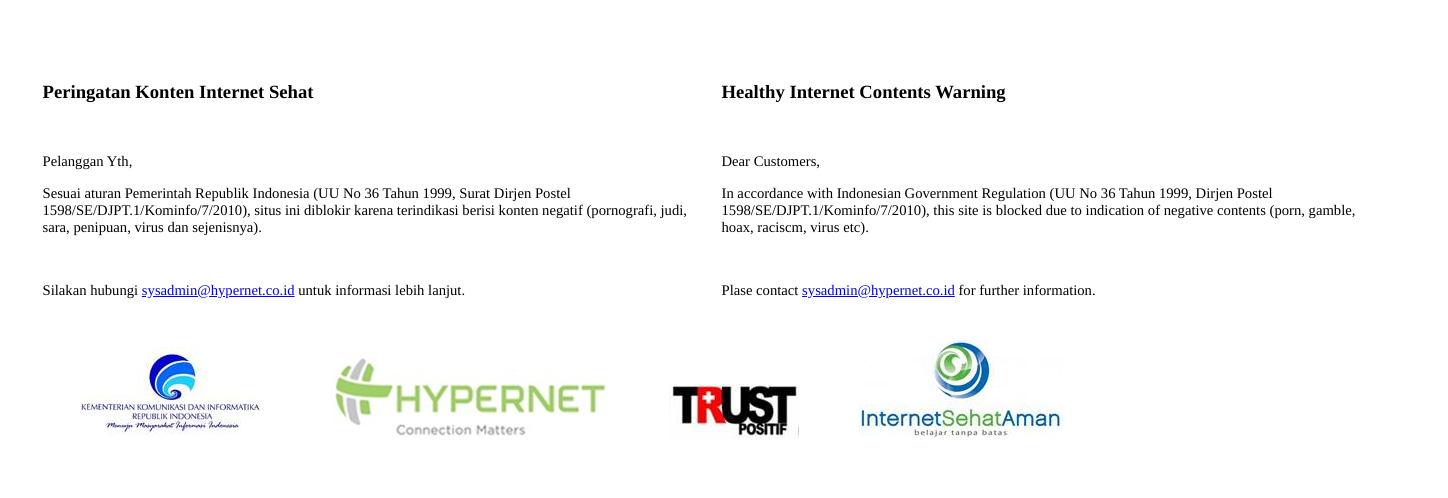 Peringatan Konten Internet Sehat
Pelanggan Yth,
Sesuai aturan Pemerintah Republik Indonesia (UU No 36 Tahun 1999, Surat Dirjen Postel
1598/SE/DJPT.1/Kominfo/7/2010), situs ini diblokir karena terindikasi berisi konten negatif (pornografi, judi,
sara, penipuan, virus dan sejenisnya).
Silakan hubungi sysadmin@hypernet.co.id untuk informasi lebih lanjut.
Healthy Internet Contents Warning
Dear Customers,
In accordance with Indonesian Government Regulation (UU No 36 Tahun 1999, Dirjen Postel
1598/SE/DJPT.1/Kominfo/7/2010), this site is blocked due to indication of negative contents (porn, gamble,
hoax, raciscm, virus etc).
Plase contact sysadmin@hypernet.co.id for further information.
KEMENTERIAN KOMUNIKASI DAN INFORMATIKA
REPUBLIK INDONESIA
Menuju Masyarakat Informasi Indonesia
HYPERNET
Connection Matters
TRUST
POSITIF
InternetSehatAman
belajar tanpa batas